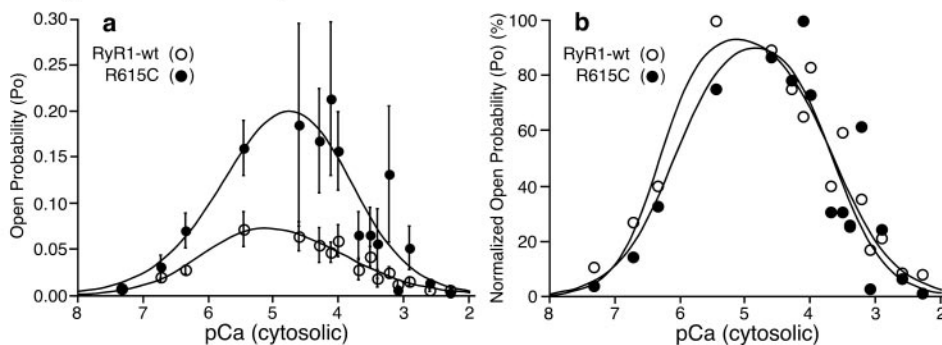 a
RyR1-wt (○)
R615C (●)
Open Probability (Po)
0.30
0.25
0.20
0.15
0.10
0.05
0.00
8 7 6 5 4 3 2
pCa (cytosolic)
b
RyR1-wt (○)
R615C (●)
Normalized Open Probability (Po) (%)
100
80
60
40
20
0
8 7 6 5 4 3 2
pCa (cytosolic)